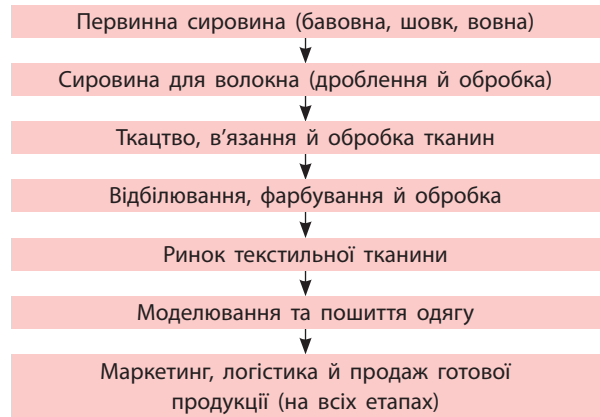 Первинна сировина (бавовна, шовк, вовна)
Сировина для волокна (дроблення й обробка)
Ткацтво, в’язання й обробка тканин
Відбілювання, фарбування й обробка
Ринок текстильної тканини
Моделювання та пошиття одягу
Маркетинг, логістика й продаж готової
продукції (на всіх етапах)